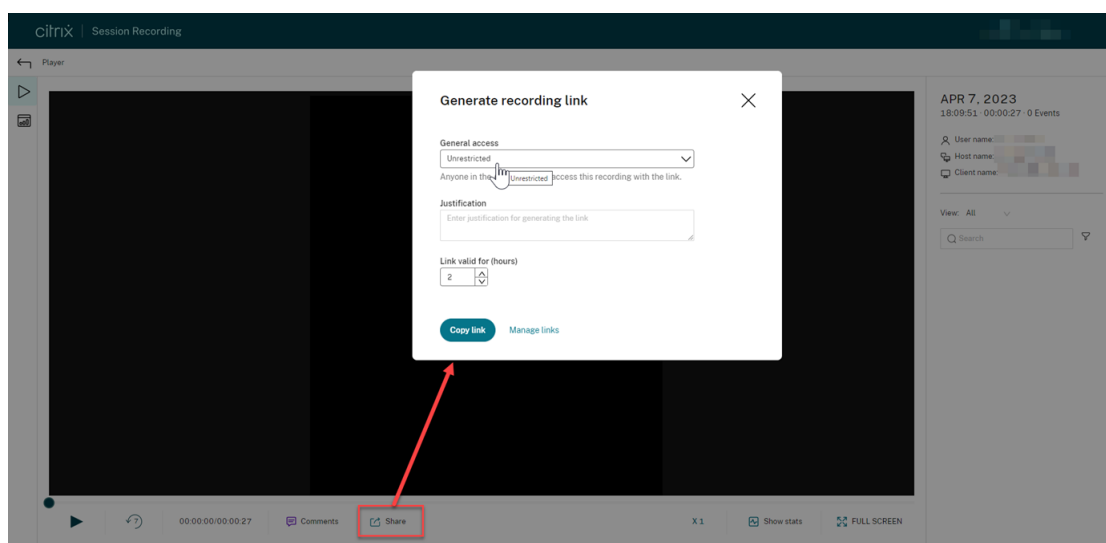 citrix | Session Recording
Player
Generate recording link
General access
Unrestricted
Anyone in the Unrestricted access this recording with the link.
Justification
Enter justification for generating the link
Link valid for (hours)
2
Copy link Manage links
APR 7, 2023
18:09:51 · 00:00:27 · 0 Events
User name:
Host name:
Client name:
View: All
Search
7 00:00:00/00:00:27 Comments Share X 1 Show stats FULL SCREEN